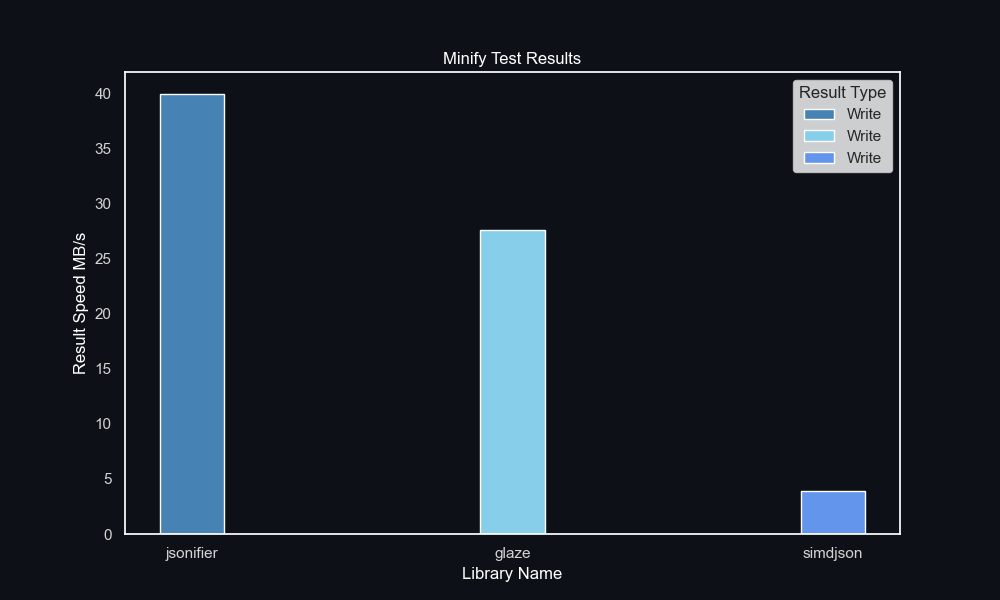 Minify Test Results
Result Type
Write
Write
Write
Result Speed MB/s
40
35
30
25
20
15
10
5
0
jsonifier glaze simdjson
Library Name